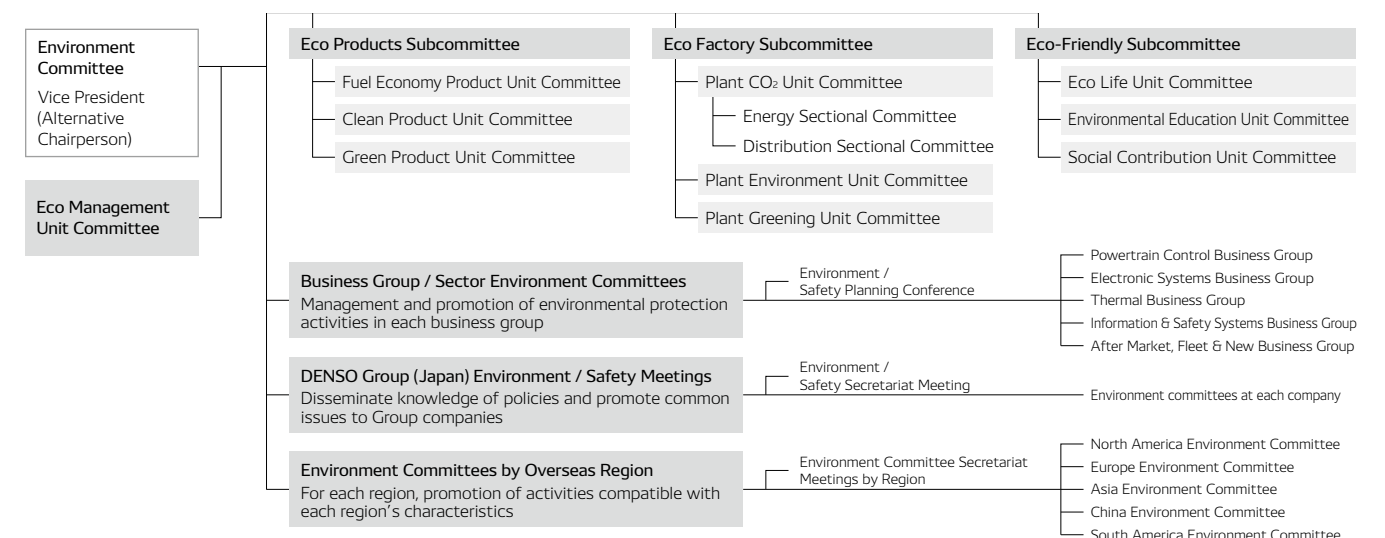 Environment
Committee
Vice President
(Alternative
Chairperson)
Eco Management
Unit Committee
Eco Products Subcommittee
Fuel Economy Product Unit Committee
Clean Product Unit Committee
Green Product Unit Committee
Eco Factory Subcommittee
Plant CO₂ Unit Committee
Energy Sectional Committee
Distribution Sectional Committee
Plant Environment Unit Committee
Plant Greening Unit Committee
Eco-Friendly Subcommittee
Eco Life Unit Committee
Environmental Education Unit Committee
Social Contribution Unit Committee
Business Group / Sector Environment Committees
Management and promotion of environmental protection
activities in each business group
Environment /
Safety Planning Conference
Powertrain Control Business Group
Electronic Systems Business Group
Thermal Business Group
Information & Safety Systems Business Group
After Market, Fleet & New Business Group
DENSO Group (Japan) Environment / Safety Meetings
Disseminate knowledge of policies and promote common
issues to Group companies
Environment /
Safety Secretariat Meeting
Environment committees at each company
Environment Committees by Overseas Region
For each region, promotion of activities compatible with
each region's characteristics
Environment Committee Secretariat
Meetings by Region
North America Environment Committee
Europe Environment Committee
Asia Environment Committee
China Environment Committee
South America Environment Committee